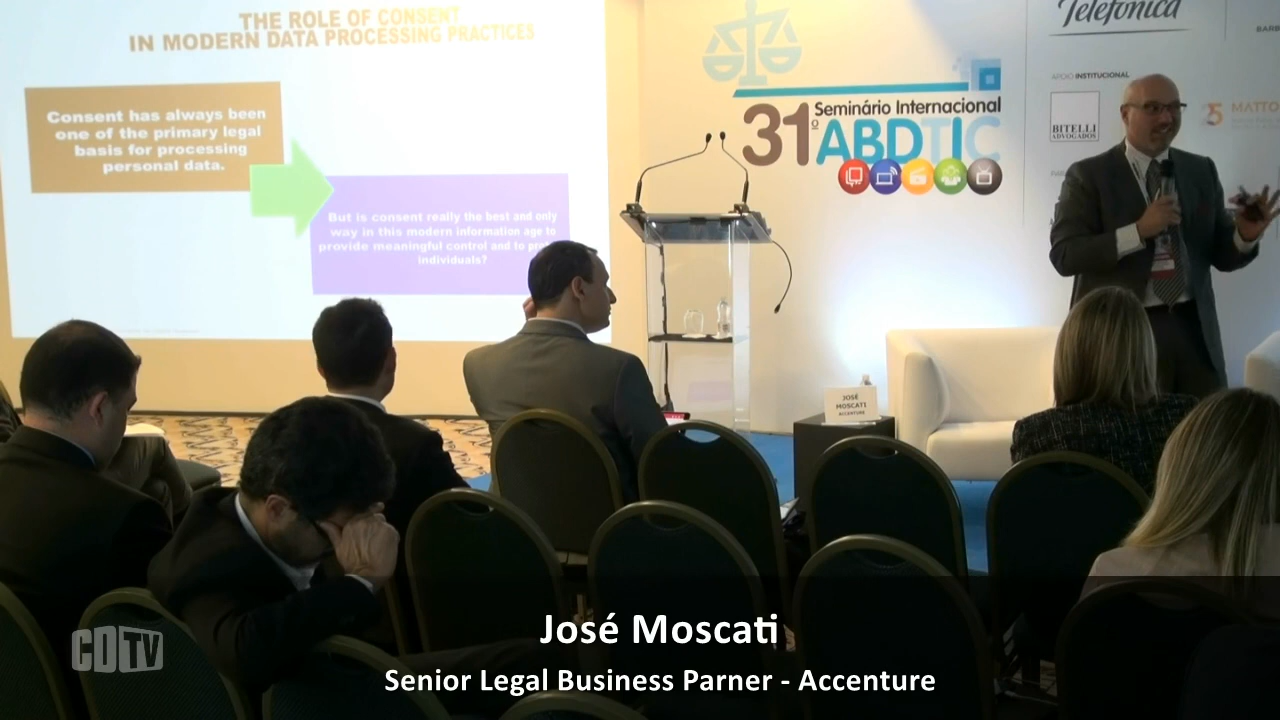 THE ROLE OF CONSENT
IN MODERN DATA PROCESSING PRACTICES
Consent has always been
one of the primary legal
basis for processing
personal data.
But is consent really the best and only
way in this modern information age to
provide meaningful control and to
individuals?
31º
Seminário Internacional
ABDTIC
Telefonica
APOIO INSTITUCIONAL
BITELLI
ADVOGADOS
25
MATTO
JOSÉ
MOSCATI
ACCENTURE
CDTV
José Moscati
Senior Legal Business Parner - Accenture